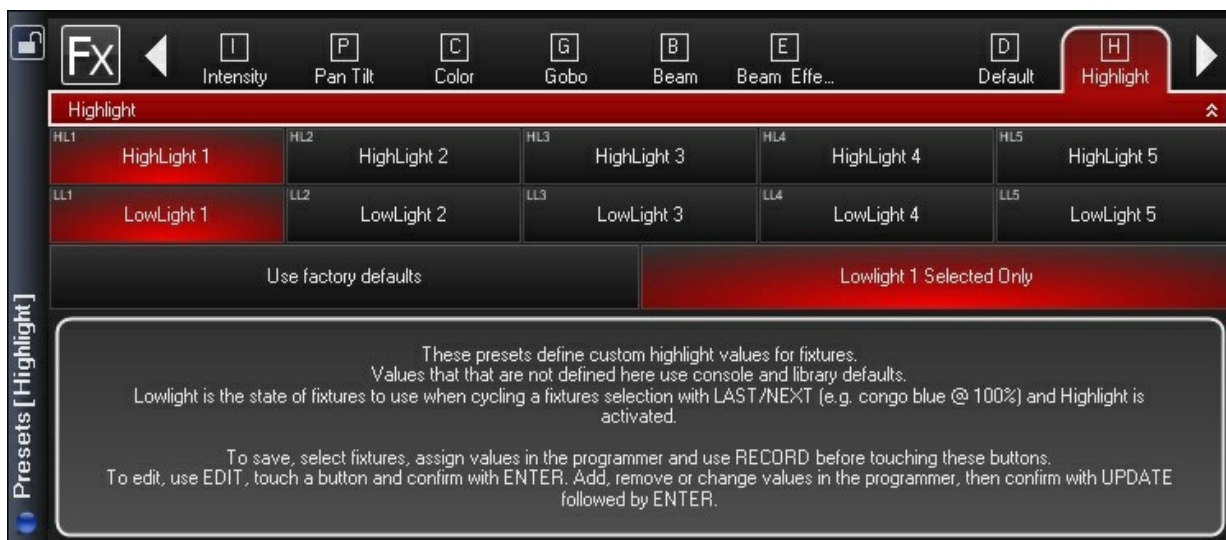 Fx
I
Intensity
P
Pan Tilt
C
Color
G
Gobo
B
Beam
E
Beam Effe...
D
Default
H
Highlight
Highlight
HL1
HighLight 1
HL2
HighLight 2
HL3
HighLight 3
HL4
HighLight 4
HL5
HighLight 5
LL1
LowLight 1
LL2
LowLight 2
LL3
LowLight 3
LL4
LowLight 4
LL5
LowLight 5
Use factory defaults
Lowlight 1 Selected Only
These presets define custom highlight values for fixtures.
Values that that are not defined here use console and library defaults.
Lowlight is the state of fixtures to use when cycling a fixtures selection with LAST/NEXT (e.g. congo blue @ 100%) and Highlight is
activated.
To save, select fixtures, assign values in the programmer and use RECORD before touching these buttons.
To edit, use EDIT, touch a button and confirm with ENTER. Add, remove or change values in the programmer, then confirm with UPDATE
followed by ENTER.
Presets [Highlight]